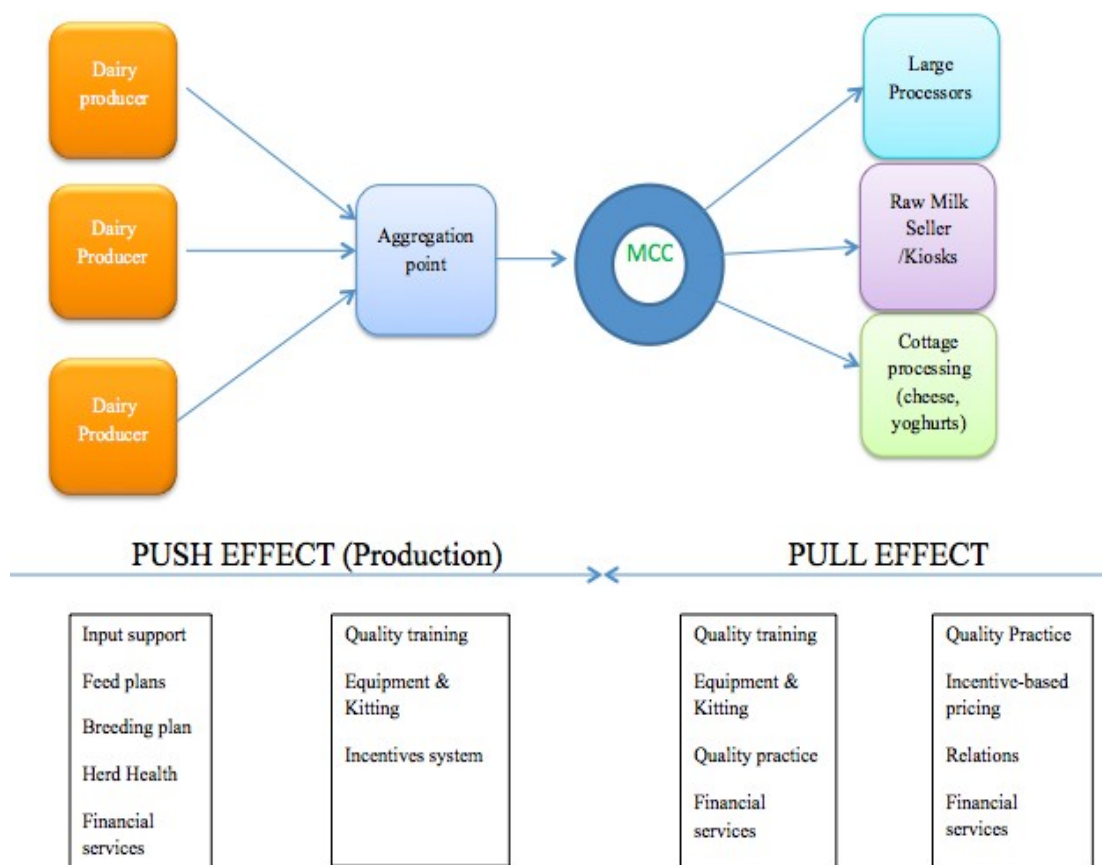 Dairy
producer
Dairy
Producer
Dairy
Producer
Aggregation
point
MCC
Large
Processors
Raw Milk
Seller
/Kiosks
Cottage
processing
(cheese,
yoghurts)
PUSH EFFECT (Production)
PULL EFFECT
Input support
Feed plans
Breeding plan
Herd Health
Financial
services
Quality training
Equipment &
Kitting
Incentives system
Quality training
Equipment &
Kitting
Quality practice
Financial
services
Quality Practice
Incentive-based
pricing
Relations
Financial
services